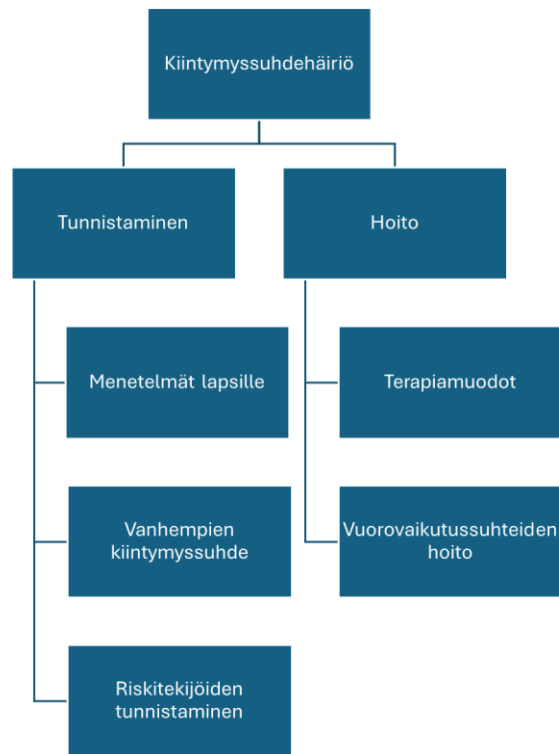 Kiintymyssuhdehäiriö
Tunnistaminen
Hoito
Menetelmät lapsille
Terapiamuodot
Vanhempien
kiintymyssuhde
Vuorovaikutussuhteiden
hoito
Riskitekijöiden
tunnistaminen